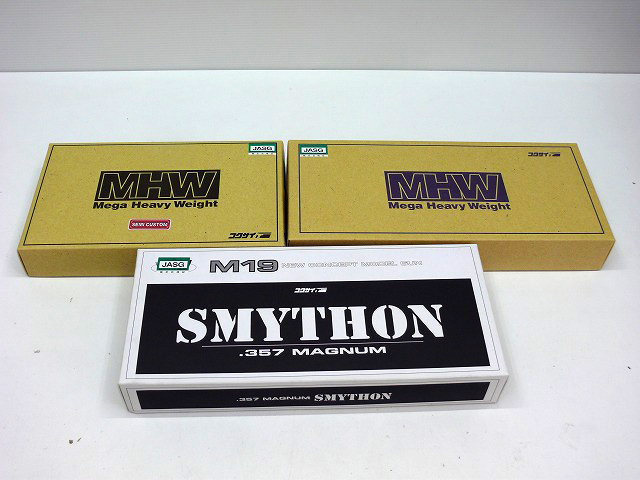 JASG
MHW
Mega Heavy Weight
SEMI CUSTOM
コクサイ
JASG
コクサイ
MHW
Mega Heavy Weight
JASG
M19 NEW CONCEPT MODEL GUN
コクサイ
SMYTHON
.357 MAGNUM
.357 MAGNUM SMYTHON